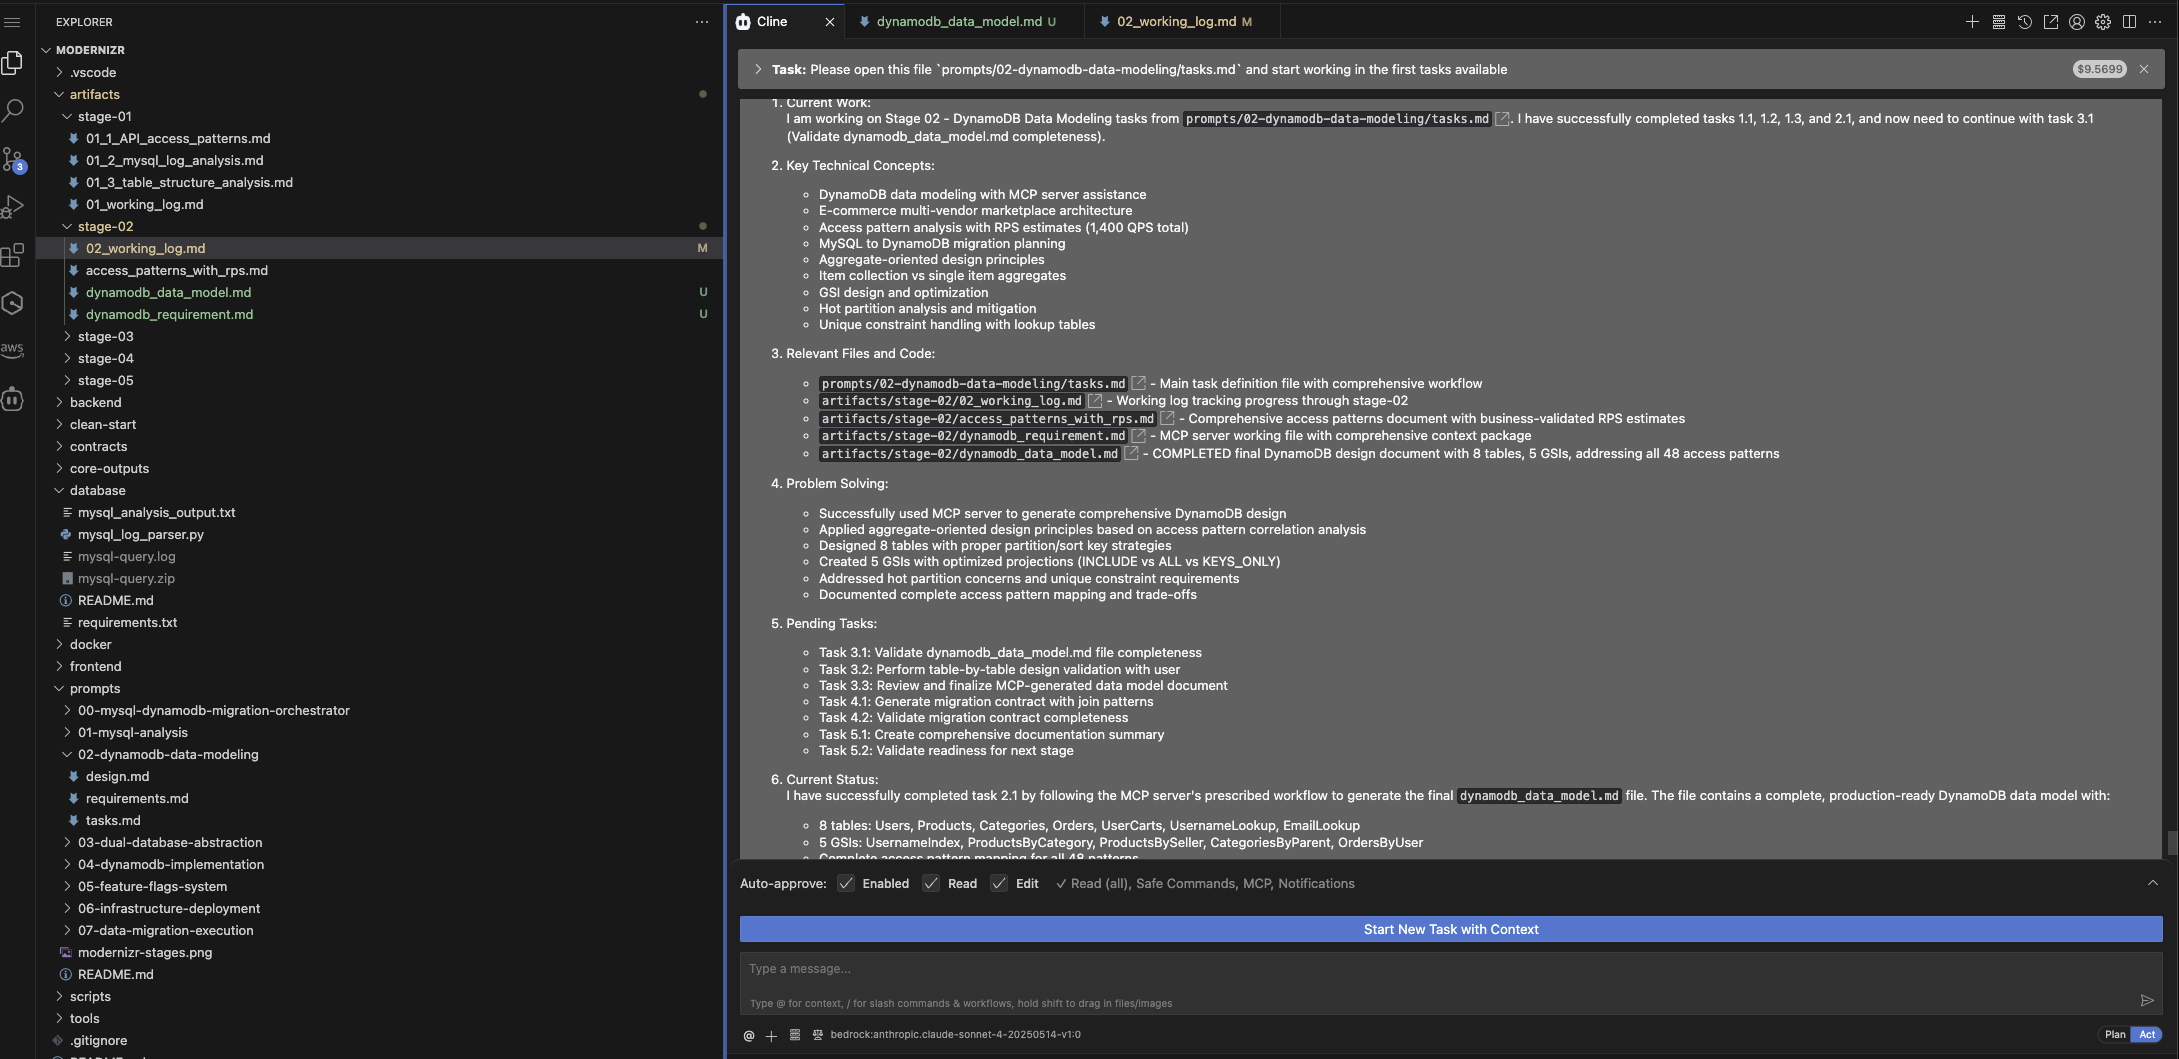 EXPLORER
MODERNIZR
.vscode
artifacts
stage-01
01_1_API_access_patterns.md
01_2_mysql_log_analysis.md
01_3_table_structure_analysis.md
01_working_log.md
stage-02
02_working_log.md M
access_patterns_with_rps.md
dynamodb_data_model.md U
dynamodb_requirement.md U
stage-03
stage-04
stage-05
backend
clean-start
contracts
core-outputs
database
mysql_analysis_output.txt
mysql_log_parser.py
mysql-query.log
mysql-query.zip
README.md
requirements.txt
docker
frontend
prompts
00-mysql-dynamodb-migration-orchestrator
01-mysql-analysis
02-dynamodb-data-modeling
design.md
requirements.md
tasks.md
03-dual-database-abstraction
04-dynamodb-implementation
05-feature-flags-system
06-infrastructure-deployment
07-data-migration-execution
modernizr-stages.png
README.md
scripts
tools
.gitignore
3
aws
Cline
dynamodb_data_model.md U
02_working_log.md M
Task: Please open this file `prompts/02-dynamodb-data-modeling/tasks.md` and start working in the first tasks available
$9.5699
1. Current Work:
I am working on Stage 02 - DynamoDB Data Modeling tasks from prompts/02-dynamodb-data-modeling/tasks.md. I have successfully completed tasks 1.1, 1.2, 1.3, and 2.1, and now need to continue with task 3.1
(Validate dynamodb_data_model.md completeness).
2. Key Technical Concepts:
DynamoDB data modeling with MCP server assistance
E-commerce multi-vendor marketplace architecture
Access pattern analysis with RPS estimates (1,400 QPS total)
MySQL to DynamoDB migration planning
Aggregate-oriented design principles
Item collection vs single item aggregates
GSI design and optimization
Hot partition analysis and mitigation
Unique constraint handling with lookup tables
3. Relevant Files and Code:
prompts/02-dynamodb-data-modeling/tasks.md - Main task definition file with comprehensive workflow
artifacts/stage-02/02_working_log.md - Working log tracking progress through stage-02
artifacts/stage-02/access_patterns_with_rps.md - Comprehensive access patterns document with business-validated RPS estimates
artifacts/stage-02/dynamodb_requirement.md - MCP server working file with comprehensive context package
artifacts/stage-02/dynamodb_data_model.md - COMPLETED final DynamoDB design document with 8 tables, 5 GSIs, addressing all 48 access patterns
4. Problem Solving:
Successfully used MCP server to generate comprehensive DynamoDB design
Applied aggregate-oriented design principles based on access pattern correlation analysis
Designed 8 tables with proper partition/sort key strategies
Created 5 GSIs with optimized projections (INCLUDE vs ALL vs KEYS_ONLY)
Addressed hot partition concerns and unique constraint requirements
Documented complete access pattern mapping and trade-offs
5. Pending Tasks:
Task 3.1: Validate dynamodb_data_model.md file completeness
Task 3.2: Perform table-by-table design validation with user
Task 3.3: Review and finalize MCP-generated data model document
Task 4.1: Generate migration contract with join patterns
Task 4.2: Validate migration contract completeness
Task 5.1: Create comprehensive documentation summary
Task 5.2: Validate readiness for next stage
6. Current Status:
I have successfully completed task 2.1 by following the MCP server's prescribed workflow to generate the final dynamodb_data_model.md file. The file contains a complete, production-ready DynamoDB data model with:
8 tables: Users, Products, Categories, Orders, UserCarts, UsernameLookup, EmailLookup
5 GSIs: UsernameIndex, ProductsByCategory, ProductsBySeller, CategoriesByParent, OrdersByUser
Complete access pattern mapping for all 48 patterns
Auto-approve: Enabled Read Edit Read (all), Safe Commands, MCP, Notifications
Start New Task with Context
Type a message...
Type @ for context, / for slash commands & workflows, hold shift to drag in files/images
@ bedrock:anthropic.claude-sonnet-4-20250514-v1:0
Plan Act